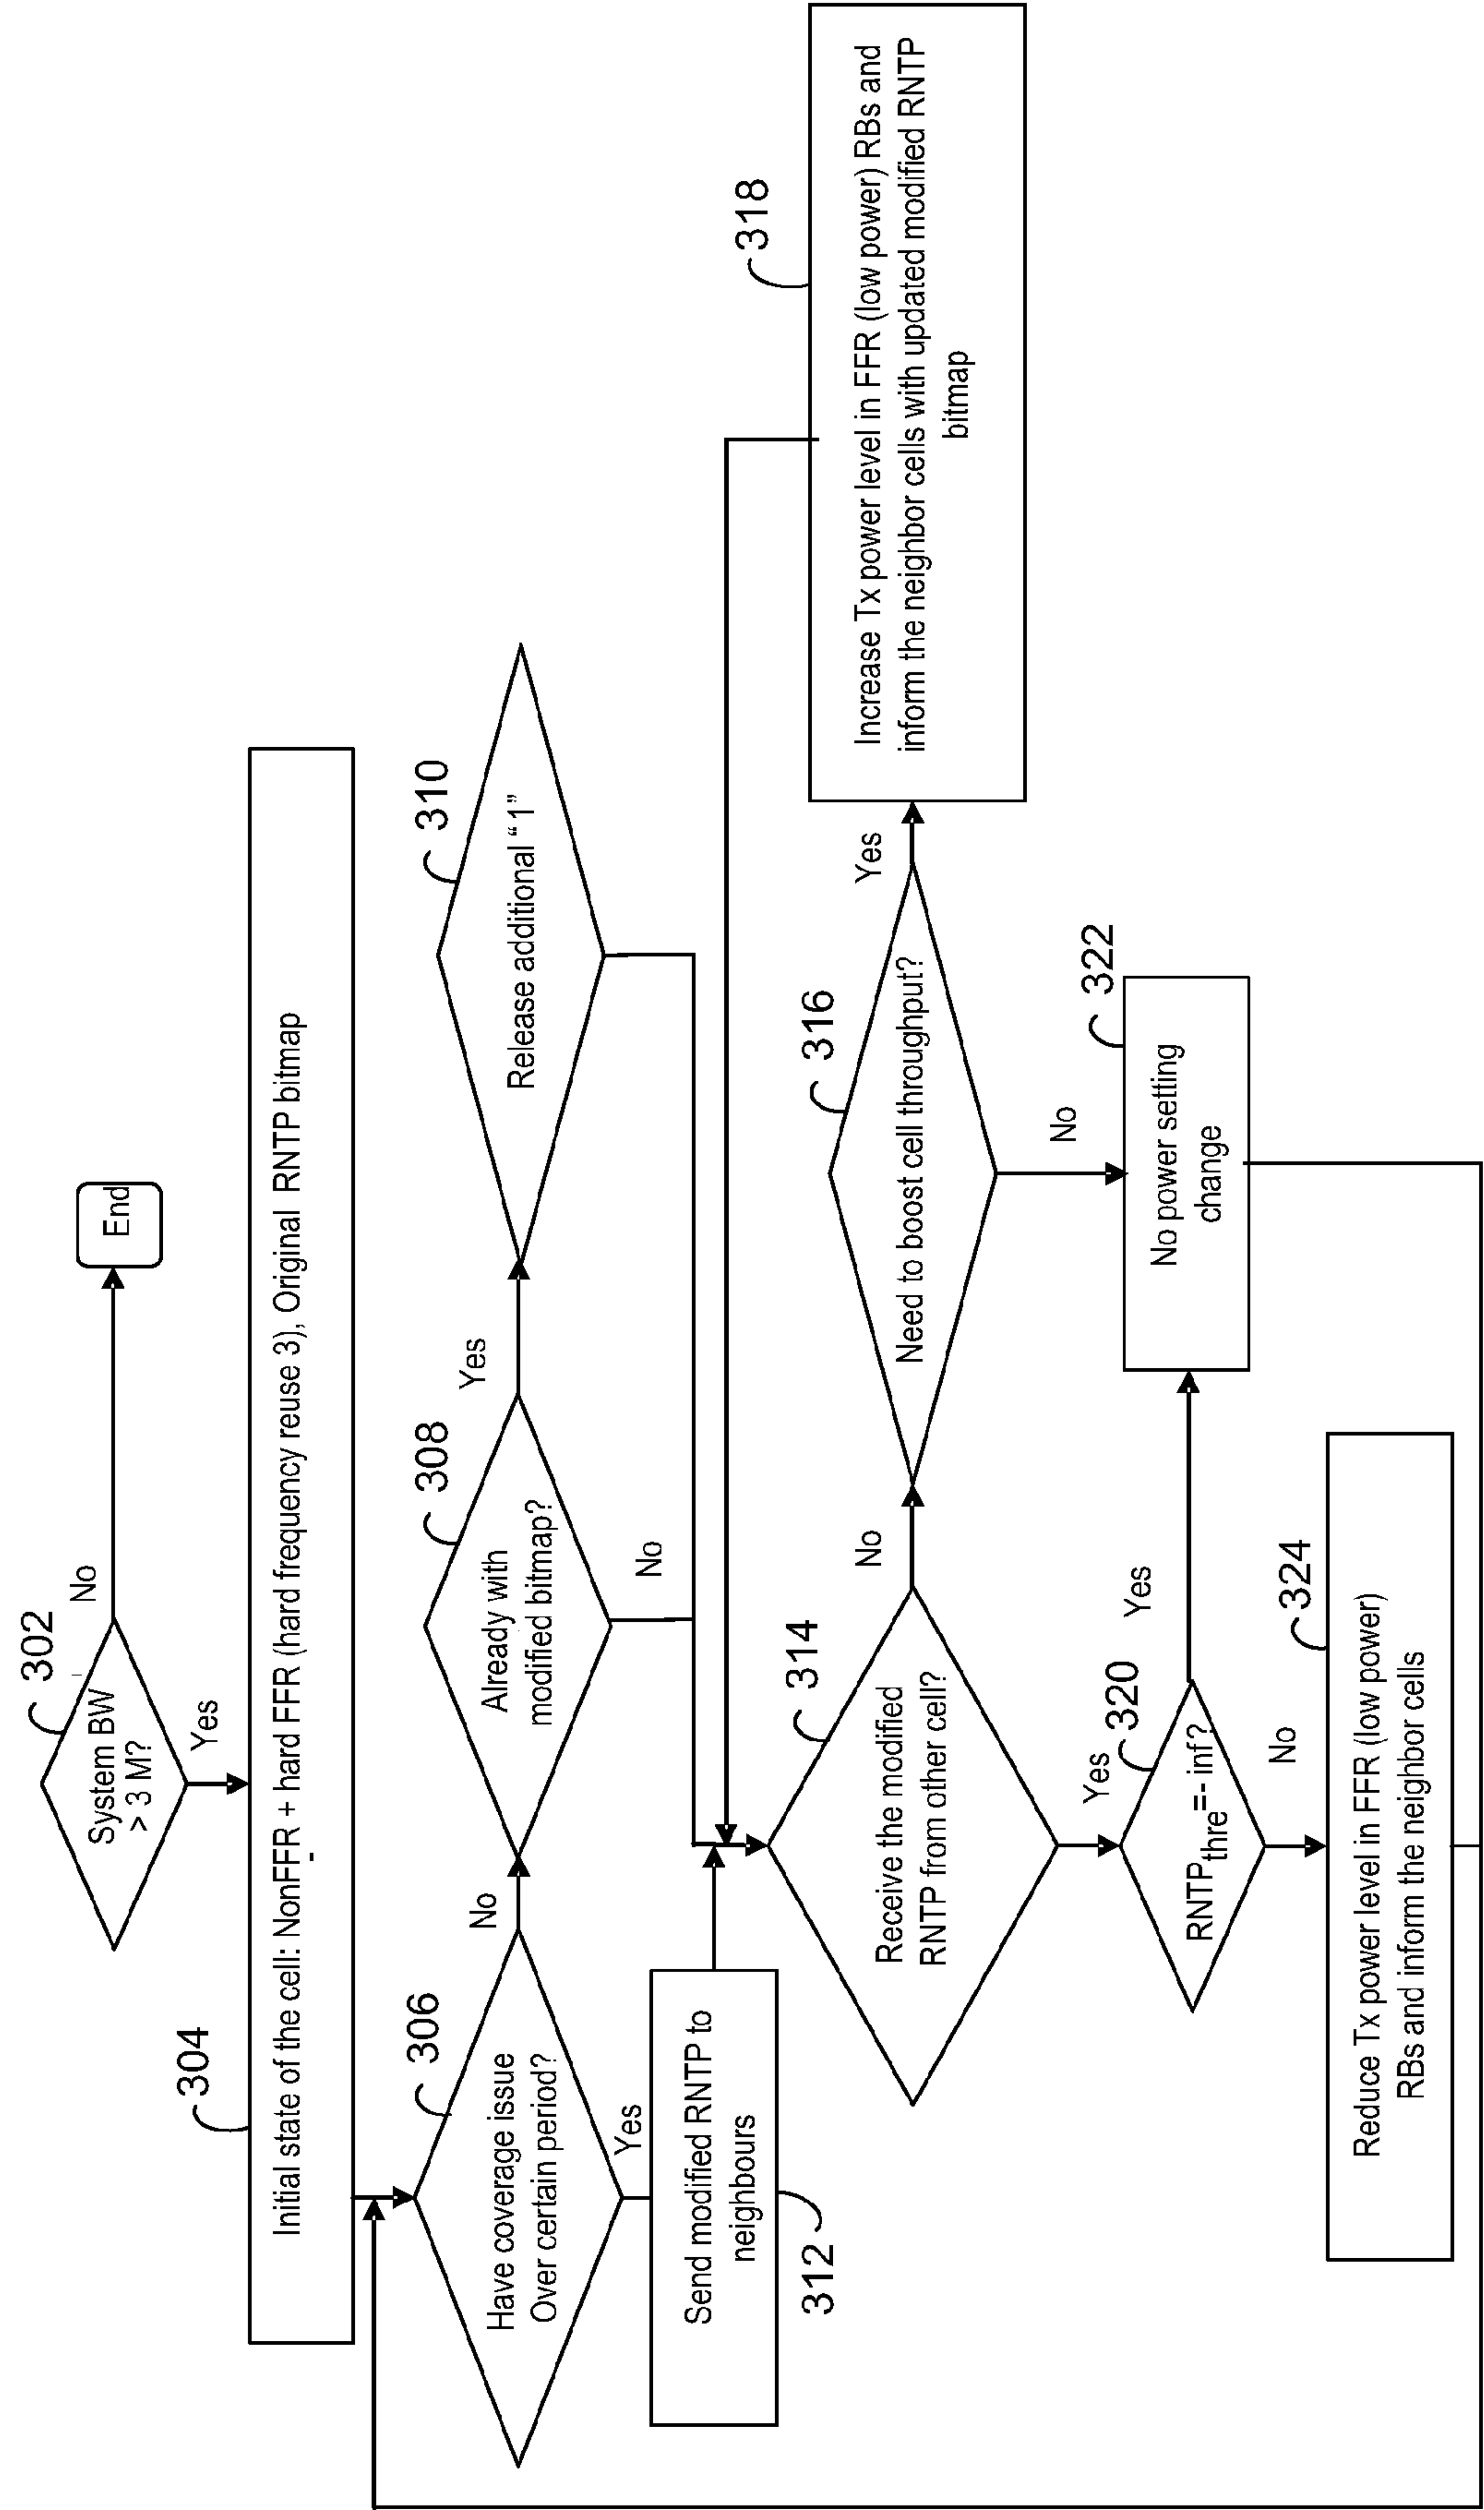 302
System BW
> 3 M?
No
End
Yes
304
Initial state of the cell: NonFFR + hard FFR (hard frequency reuse 3), Original RNTP bitmap
306
Have coverage issue
Over certain period?
No
Yes
308
Already with
modified bitmap?
Yes
No
310
Release additional “1”
Send modified RNTP to
neighbours
312
314
Receive the modified
RNTP from other cell?
No
Yes
316
Need to boost cell throughput?
Yes
No
318
Increase Tx power level in FFR (low power) RBs and
inform the neighbor cells with updated modified RNTP
bitmap
320
RNTPthre =- inf?
Yes
No
322
No power setting
change
324
Reduce Tx power level in FFR (low power)
RBs and inform the neighbor cells